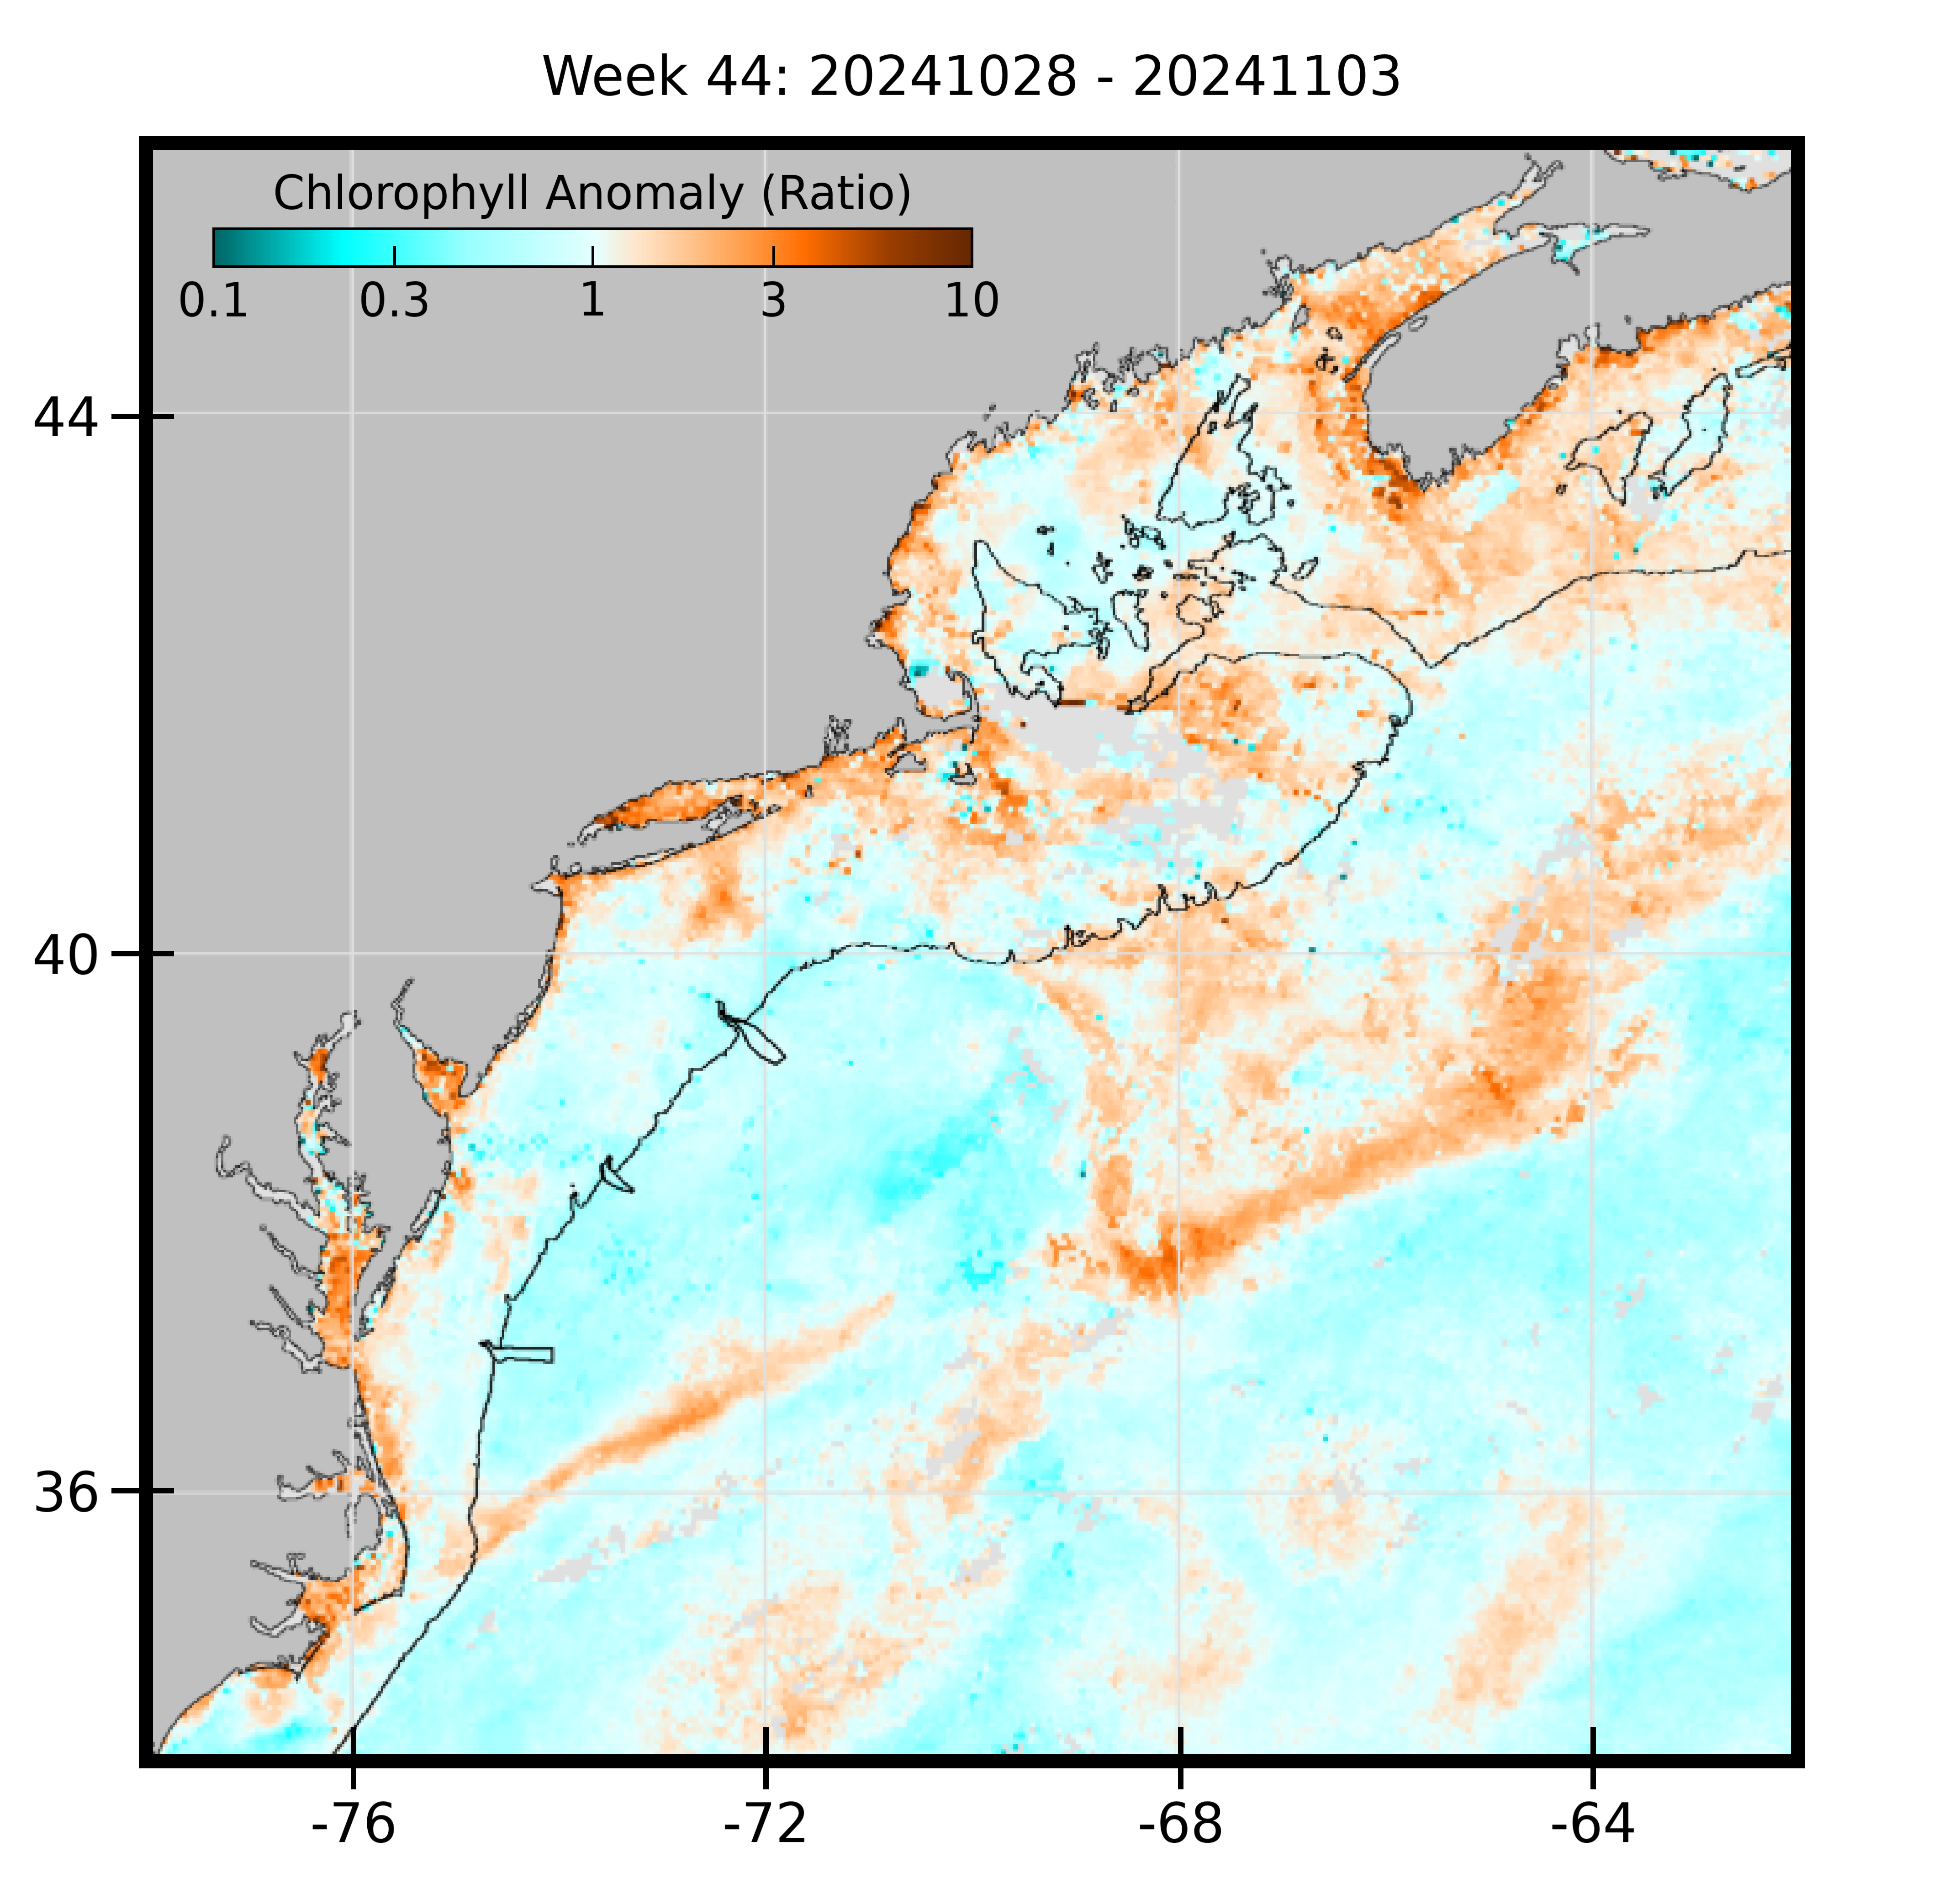 Week 44: 20241028 - 20241103
Chlorophyll Anomaly (Ratio)
0.1 0.3 1 3 10
44
40
36
-76 -72 -68 -64